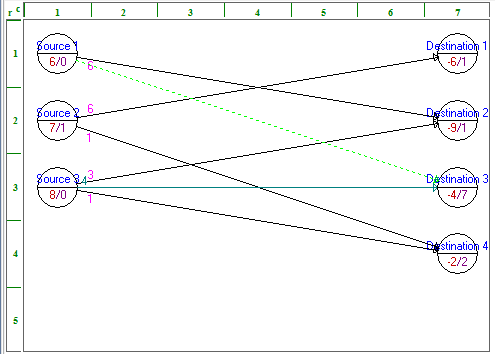 r c 1 2 3 4 5 6 7
1
Source 1
6/0
6
Destination 1
-6/1
2
Source 2
7/1
6
1
Destination 2
-9/1
3
Source 3
8/0
4
3
1
Destination 3
-4/7
4
Destination 4
-2/2
5